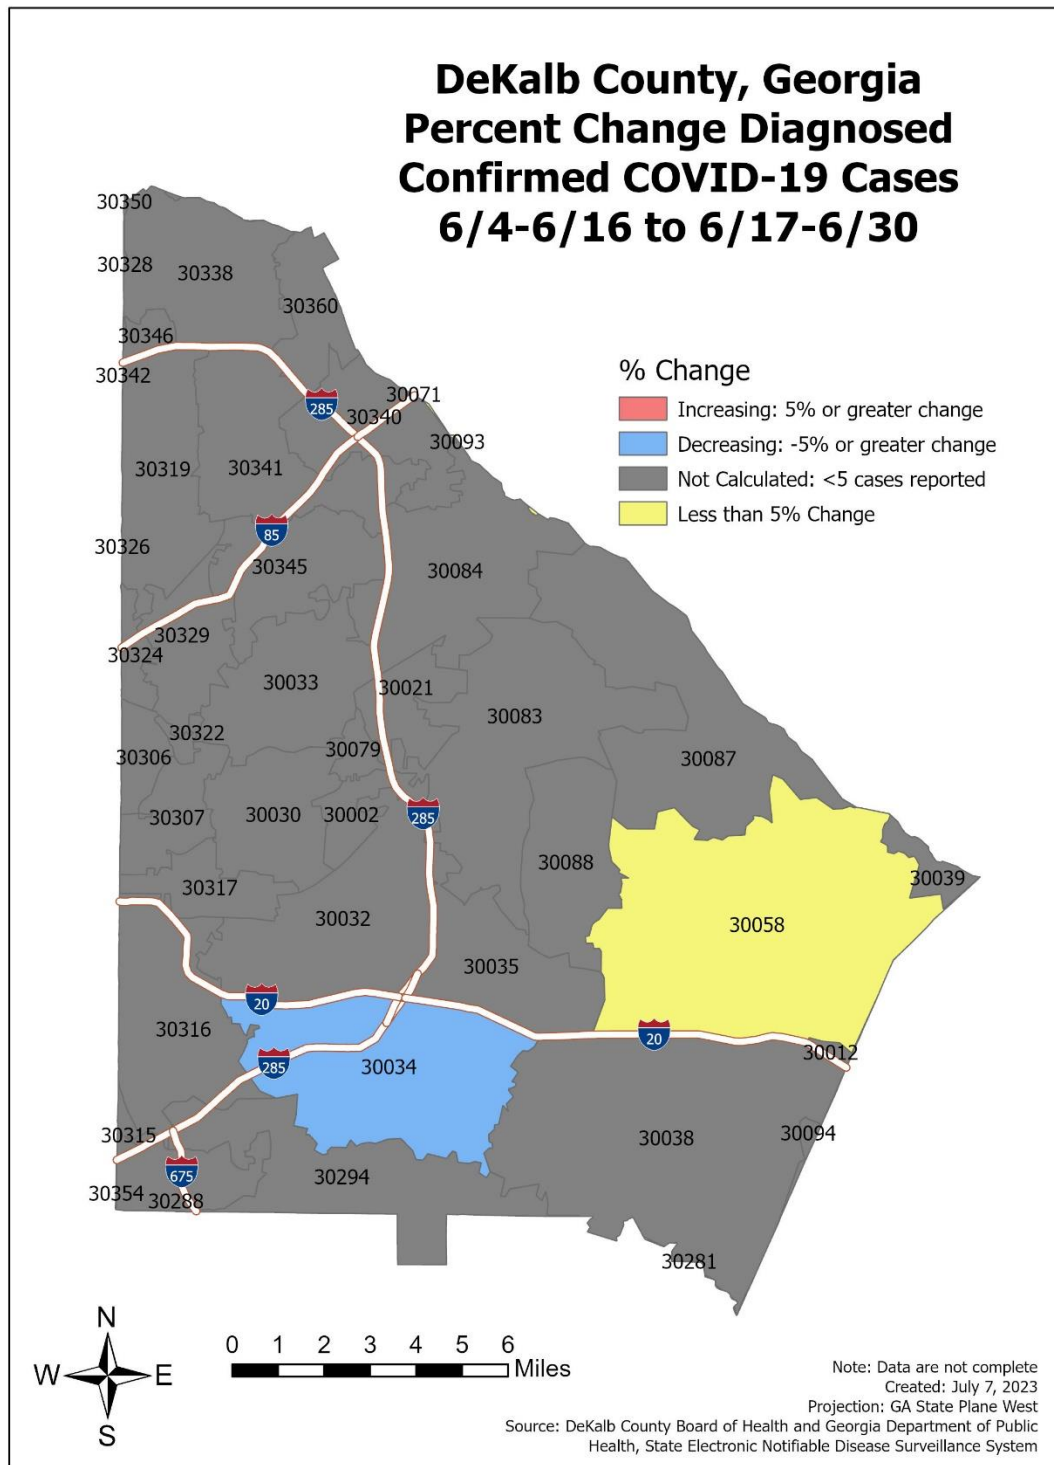 DeKalb County, Georgia
Percent Change Diagnosed
Confirmed COVID-19 Cases
6/4-6/16 to 6/17-6/30
30350
30328
30338
30360
30346
30342
% Change
30071
285
30340
Increasing: 5% or greater change
30093
Decreasing: -5% or greater change
30319
30341
Not Calculated: <5 cases reported
Less than 5% Change
85
30326
30345
30084
30329
30324
30033
30021
30083
30322
30079
30306
30087
30307
30030
30002
285
30088
30317
30039
30032
30058
30035
20
30316
20
30012
285
30034
30315
30038
30094
675
30294
30354
30288
30281
N
W
E
S
0 1 2 3 4 5 6
Miles
Note: Data are not complete
Created: July 7, 2023
Projection: GA State Plane West
Source: DeKalb County Board of Health and Georgia Department of Public
Health, State Electronic Notifiable Disease Surveillance System